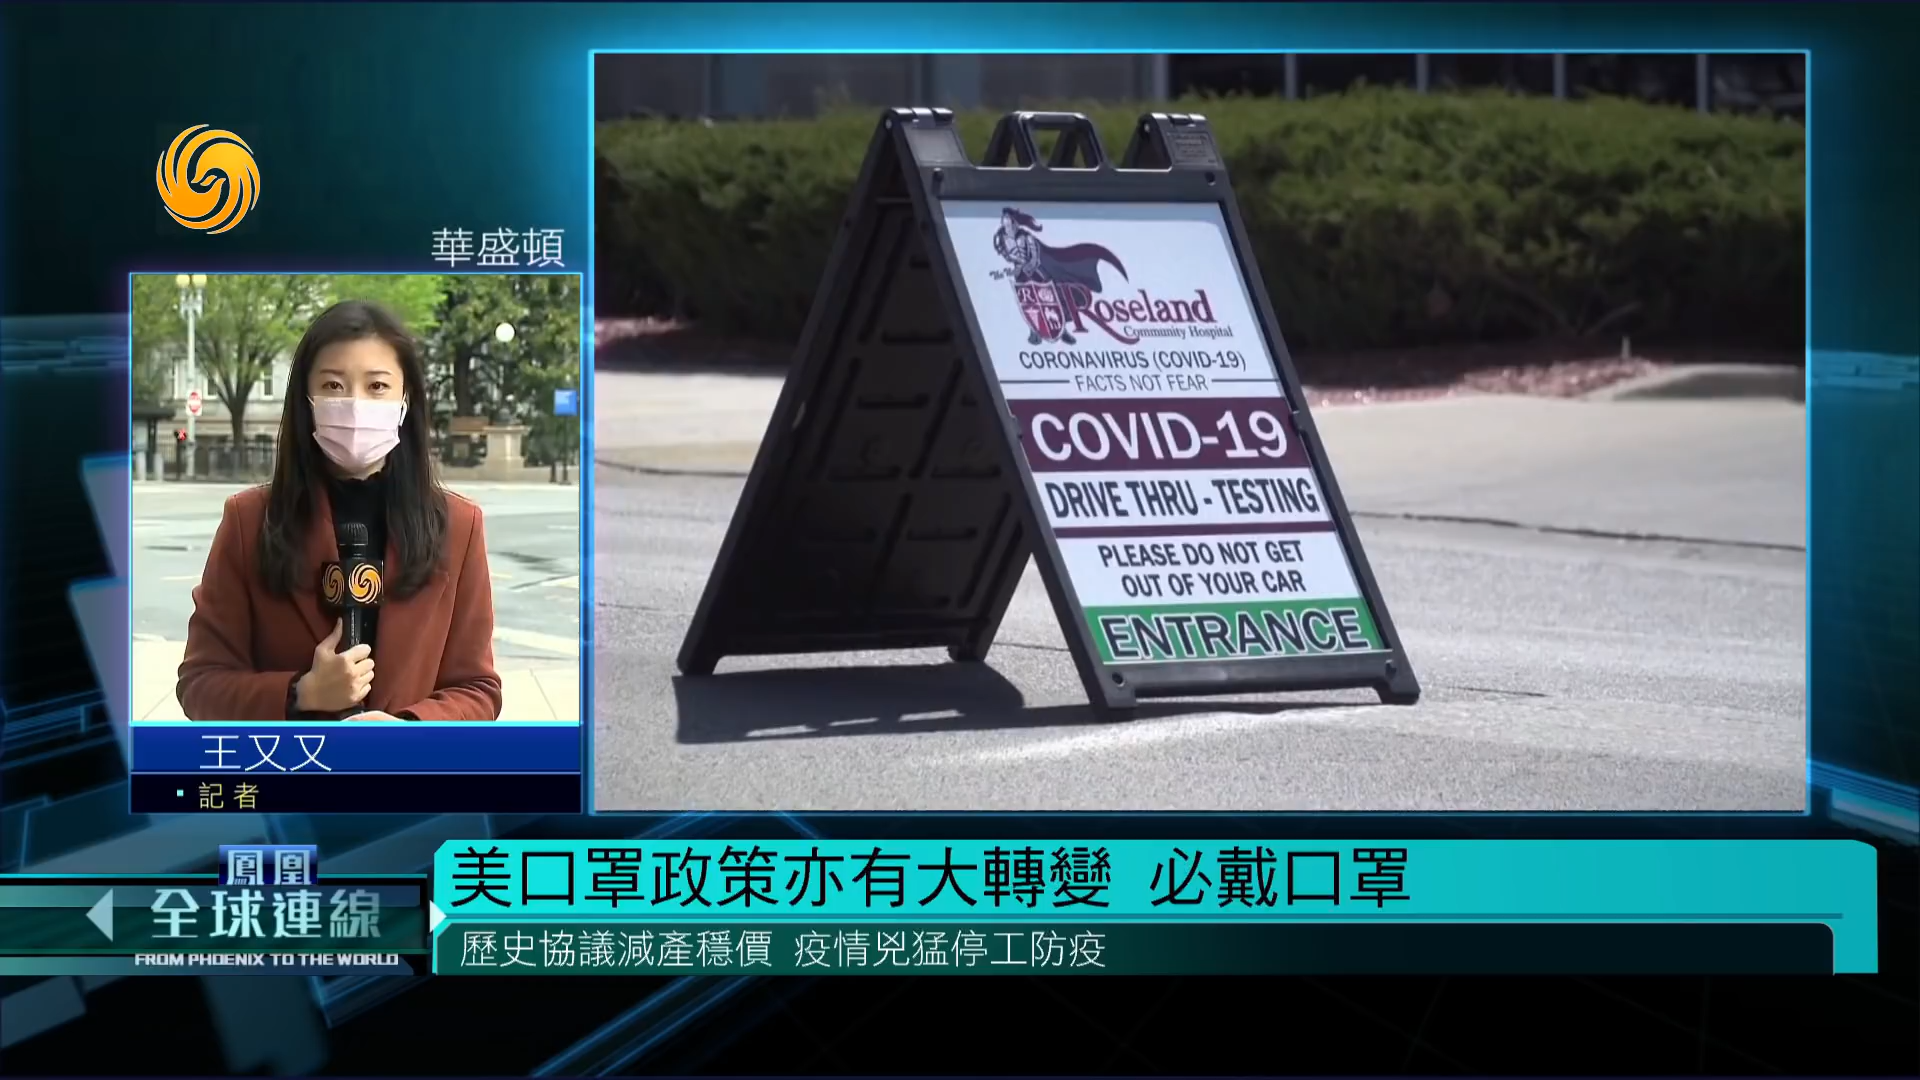 華盛頓
王又又
記者
Roseland
Community Hospital
CORONAVIRUS (COVID-19)
FACTS NOT FEAR
COVID-19
DRIVE THRU - TESTING
PLEASE DO NOT GET
OUT OF YOUR CAR
ENTRANCE
鳳凰
全球連線
FROM PHOENIX TO THE WORLD
美口罩政策亦有大轉變 必戴口罩
歷史協議減產穩價 疫情兇猛停工防疫